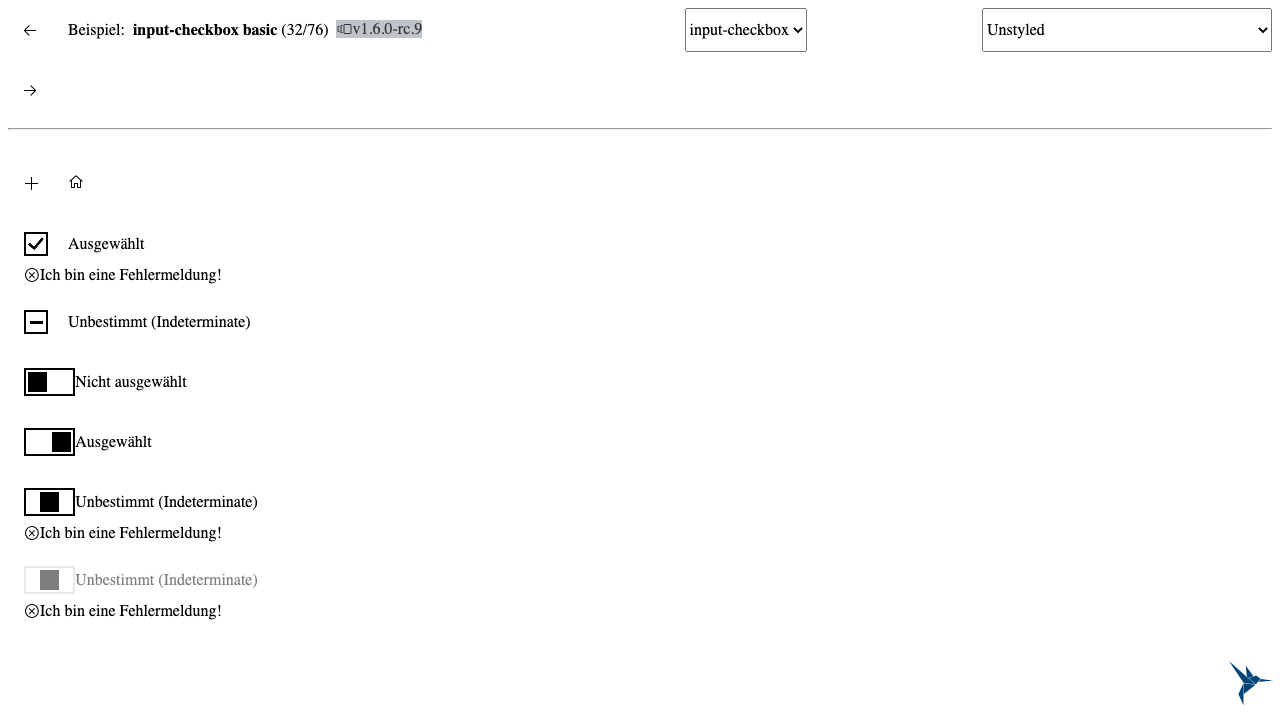 Beispiel: input-checkbox basic (32/76) v1.6.0-rc.9 input-checkbox Unstyled
Ausgewählt
Ich bin eine Fehlermeldung!
Unbestimmt (Indeterminate)
Nicht ausgewählt
Ausgewählt
Unbestimmt (Indeterminate)
Ich bin eine Fehlermeldung!
Unbestimmt (Indeterminate)
Ich bin eine Fehlermeldung!